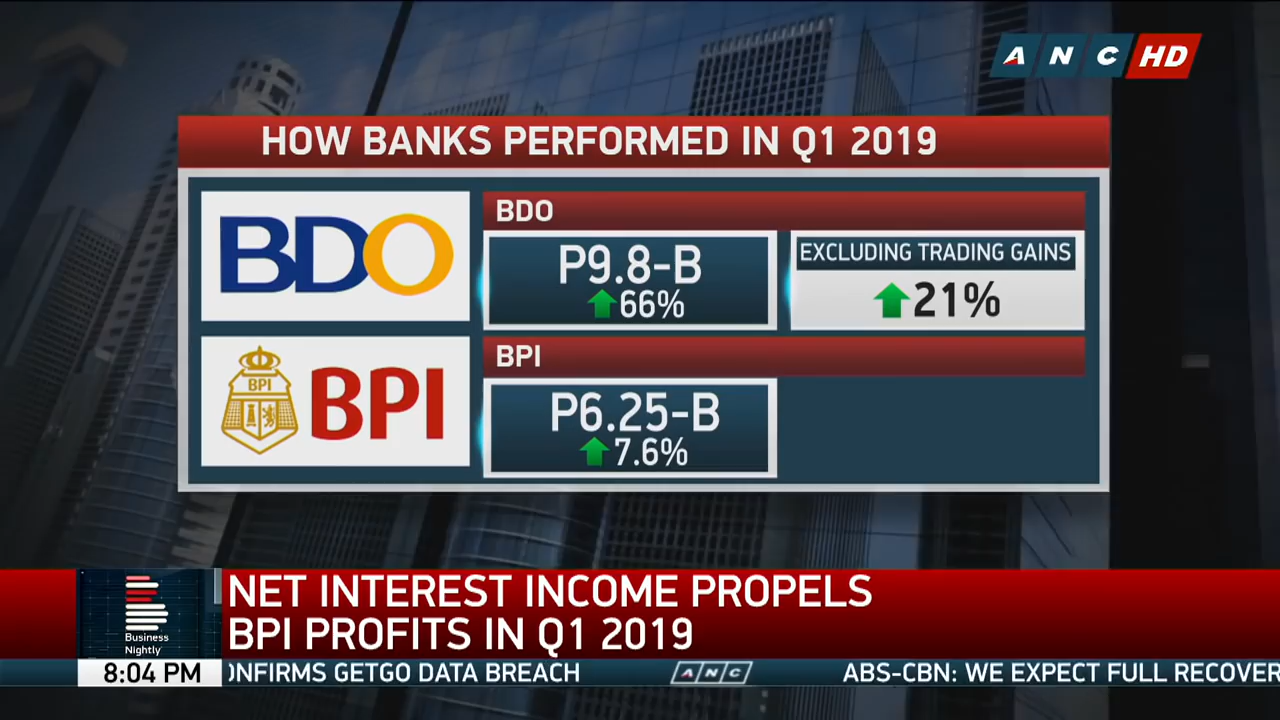 ANC HD
HOW BANKS PERFORMED IN Q1 2019
BDO
BDO
P9.8-B
66%
EXCLUDING TRADING GAINS
21%
BPI
BPI
BPI
P6.25-B
7.6%
Business
Nightly
NET INTEREST INCOME PROPELS
BPI PROFITS IN Q1 2019
8:04 PM
ONFIRMS GETGO DATA BREACH
ANC
ABS-CBN: WE EXPECT FULL RECOVER